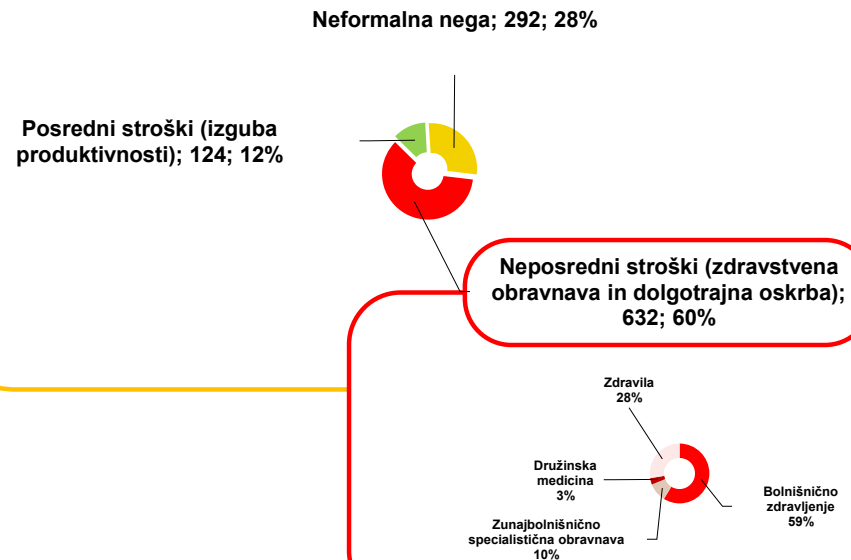 Neformalna nega; 292; 28%
Posredni stroški (izguba
produktivnosti); 124; 12%
Neposredni stroški (zdravstvena
obravnava in dolgotrajna oskrba);
632; 60%
Zdravila
28%
Družinska
medicina
3%
Bolnišnično
zdravljenje
59%
Zunajbolnišnično
specialistična obravnava
10%